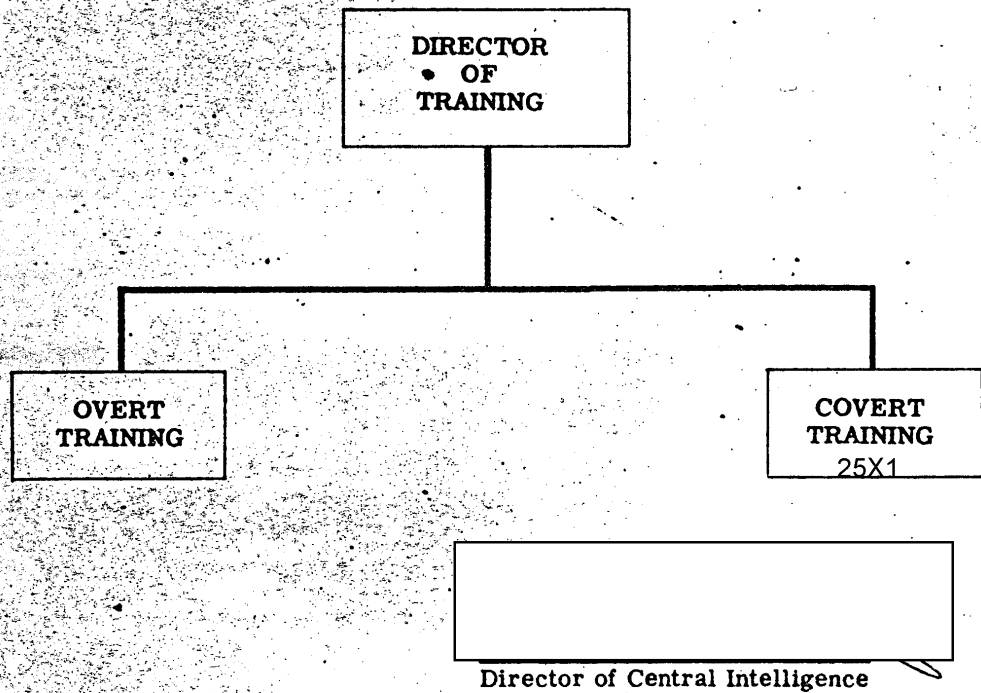 DIRECTOR
OF
TRAINING
OVERT
TRAINING
COVERT
TRAINING
25X1
Director of Central Intelligence